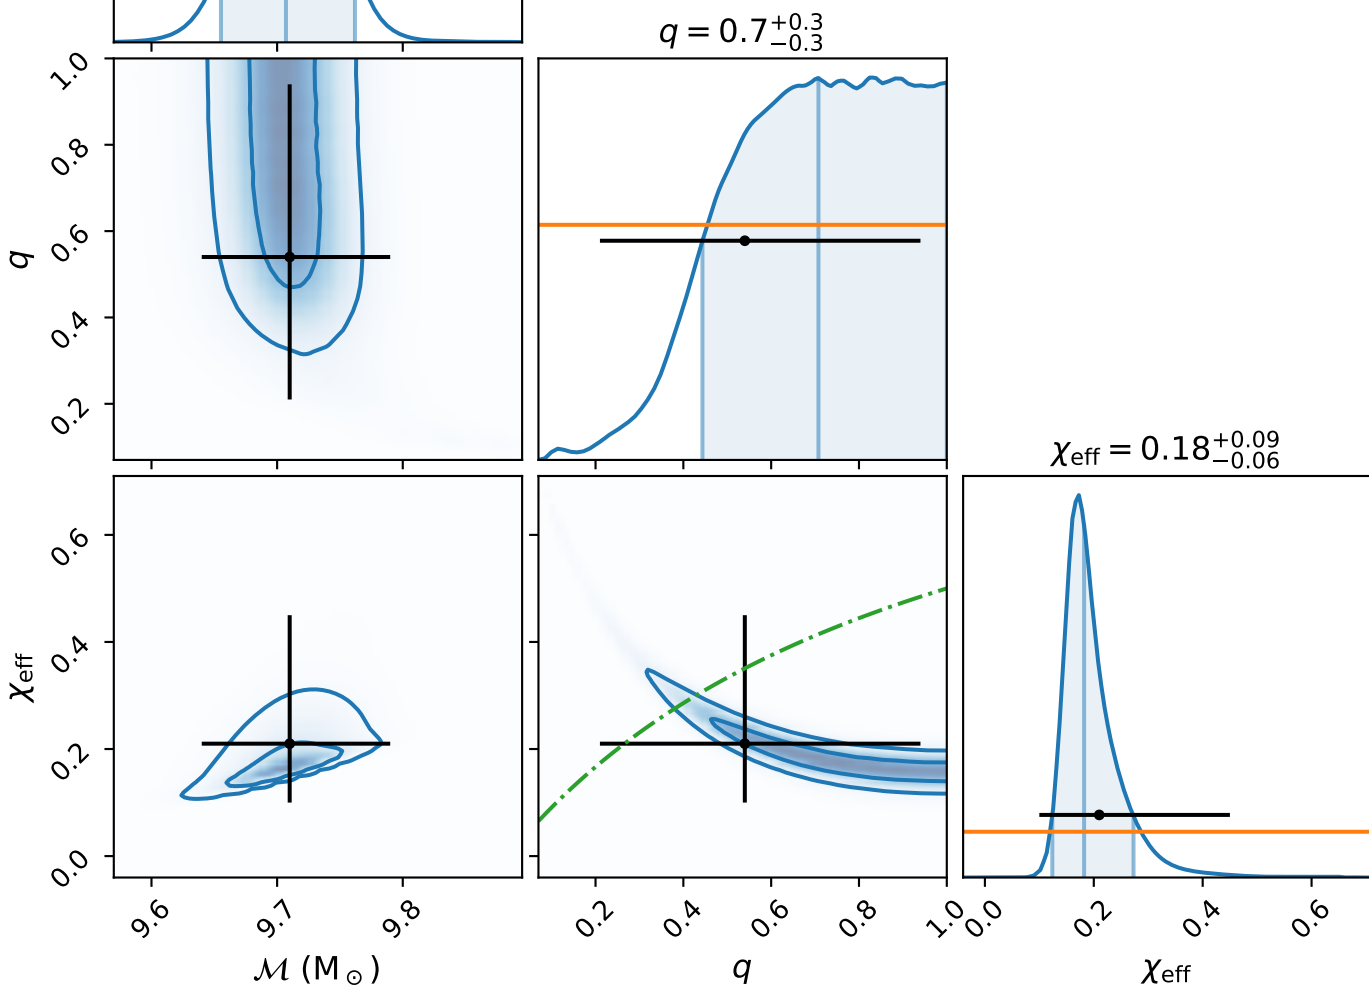 q = 0.7^{+0.3}_{-0.3}
1.0
0.8
0.6
0.4
0.2
q
χ_eff = 0.18^{+0.09}_{-0.06}
0.6
0.4
0.2
0.0
χ_eff
9.6 9.7 9.8
0.2 0.4 0.6 0.8 1.0
0.0 0.2 0.4 0.6
ℳ (M_⊙)
q
χ_eff